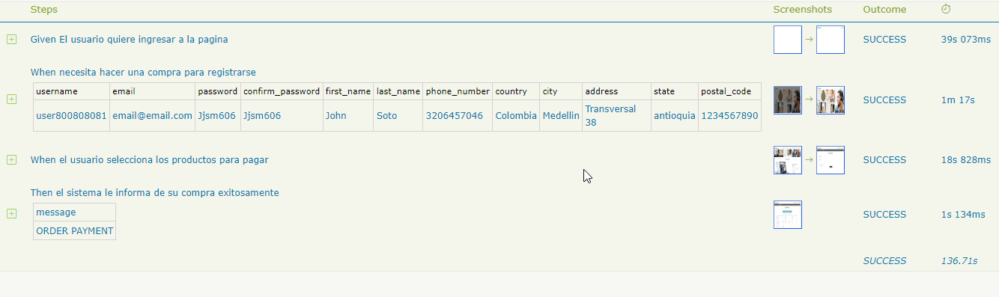 Steps Screenshots Outcome
Given El usuario quiere ingresar a la pagina → SUCCESS 39s 073ms
When necesita hacer una compra para registrarse
username email password confirm_password first_name last_name phone_number country city address state postal_code
user800808081 email@email.com Jjsm606 Jjsm606 John Soto 3206457046 Colombia Medellin Transversal 38 antioquia 1234567890 → SUCCESS 1m 17s
When el usuario selecciona los productos para pagar → SUCCESS 18s 828ms
Then el sistema le informa de su compra exitosamente
message
ORDER PAYMENT SUCCESS 1s 134ms
SUCCESS 136.71s